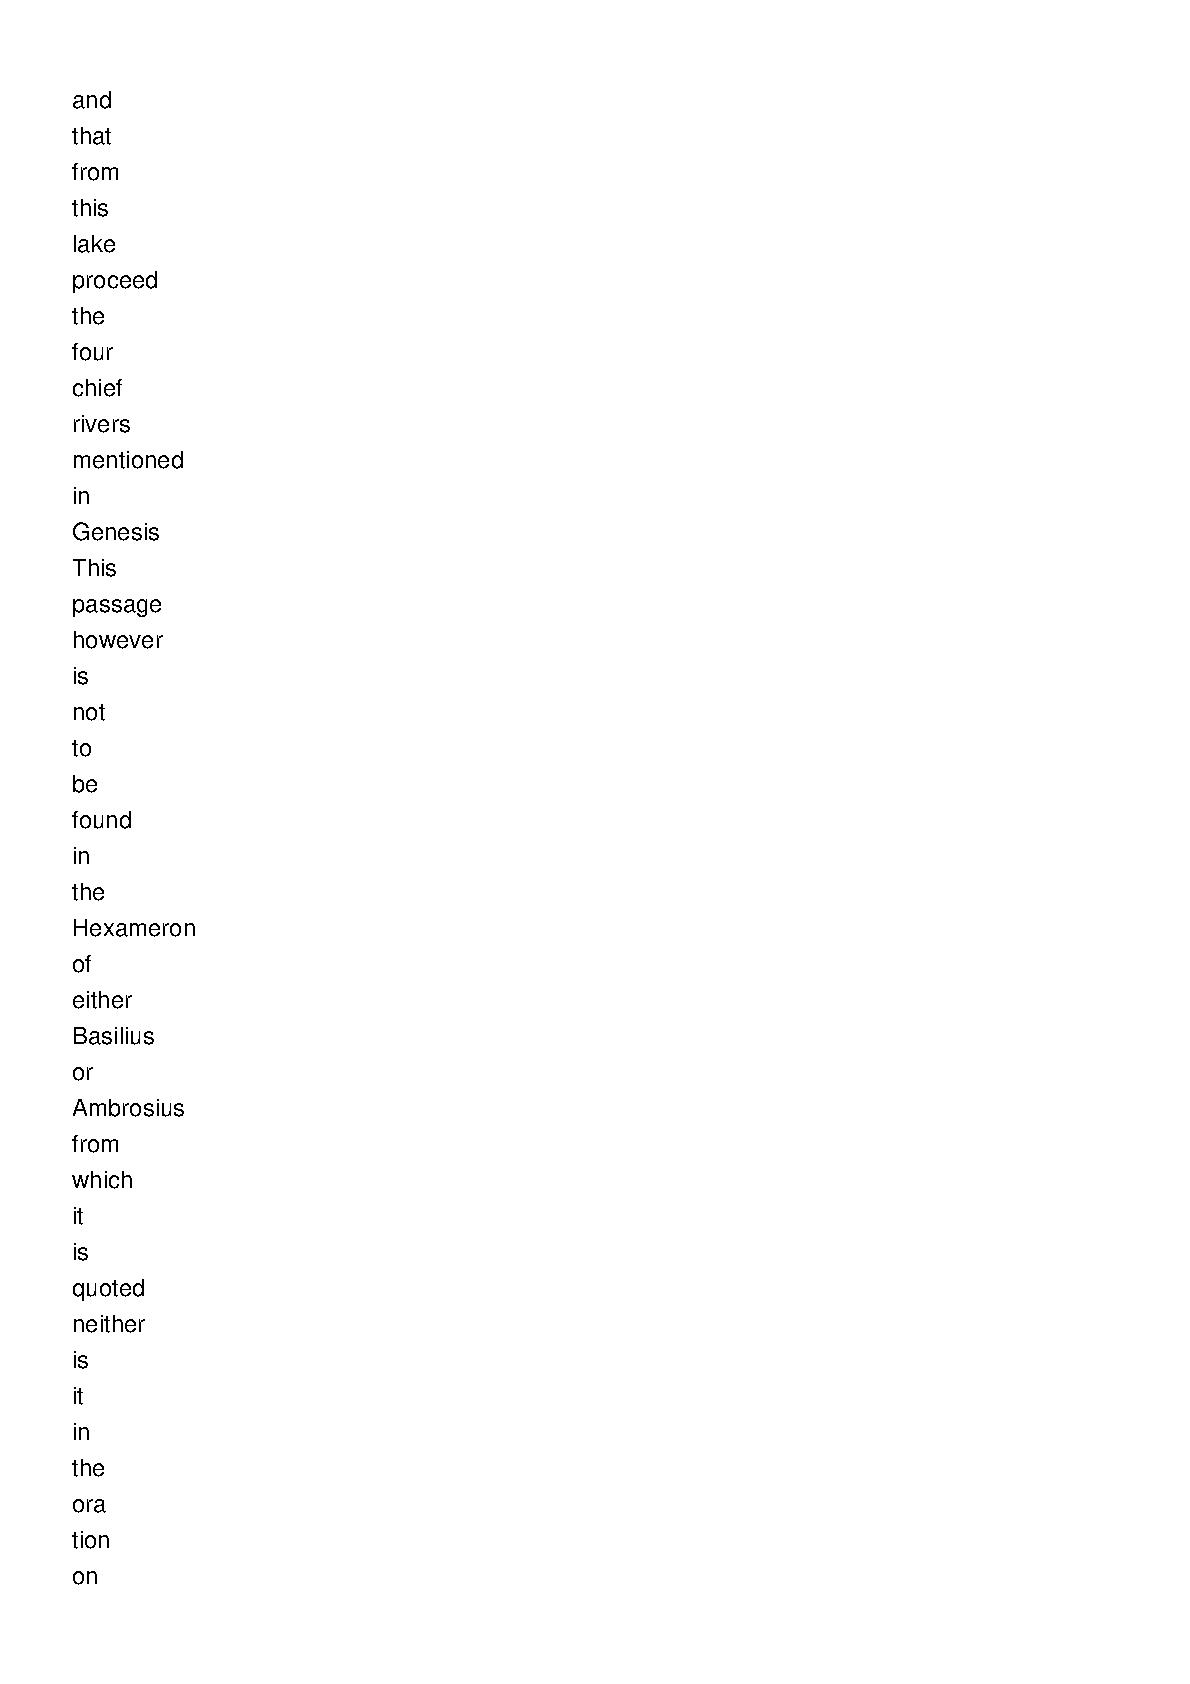 and
that
from
this
lake
proceed
the
four
chief
rivers
mentioned
in
Genesis
This
passage
however
is
not
to
be
found
in
the
Hexameron
of
either
Basilius
or
Ambrosius
from
which
it
is
quoted
neither
is
it
in
the
ora
tion
on